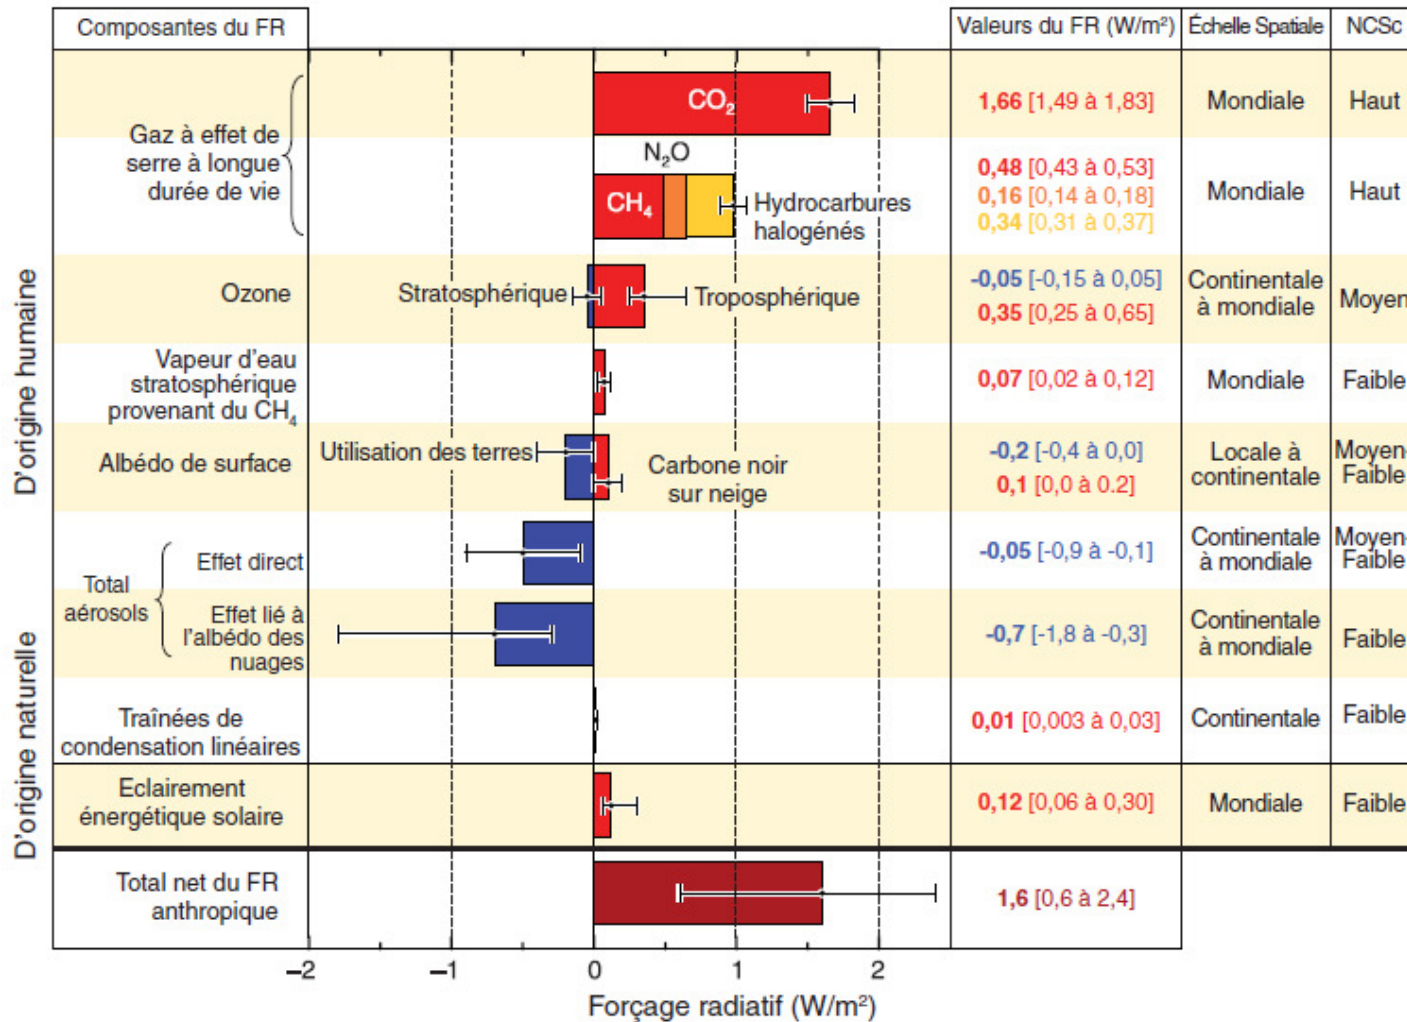 Composantes du FR
Valeurs du FR (W/m²)
Échelle Spatiale
NCSc
D'origine humaine
Gaz à effet de
serre à longue
durée de vie
CO₂
1,66 [1,49 à 1,83]
Mondiale
Haut
N₂O
CH₄
Hydrocarbures
halogénés
0,48 [0,43 à 0,53]
0,16 [0,14 à 0,18]
0,34 [0,31 à 0,37]
Mondiale
Haut
Ozone
Stratosphérique
Troposphérique
-0,05 [-0,15 à 0,05]
0,35 [0,25 à 0,65]
Continentale
à mondiale
Moyen
Vapeur d'eau
stratosphérique
provenant du CH₄
0,07 [0,02 à 0,12]
Mondiale
Faible
Albédo de surface
Utilisation des terres
Carbone noir
sur neige
-0,2 [-0,4 à 0,0]
0,1 [0,0 à 0.2]
Locale à
continentale
Moyen-
Faible
D'origine naturelle
Total
aérosols
Effet direct
-0,05 [-0,9 à -0,1]
Continentale
à mondiale
Moyen-
Faible
Effet lié à
l'albédo des
nuages
-0,7 [-1,8 à -0,3]
Continentale
à mondiale
Faible
Traînées de
condensation linéaires
0,01 [0,003 à 0,03]
Continentale
Faible
Eclairement
énergétique solaire
0,12 [0,06 à 0,30]
Mondiale
Faible
Total net du FR
anthropique
1,6 [0,6 à 2,4]
–2
–1
0
1
2
Forçage radiatif (W/m²)